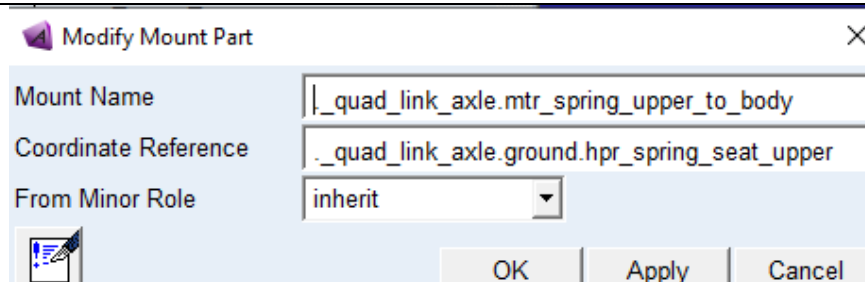 Modify Mount Part
Mount Name ._quad_link_axle.mtr_spring_upper_to_body
Coordinate Reference ._quad_link_axle.ground.hpr_spring_seat_upper
From Minor Role inherit
OK Apply Cancel